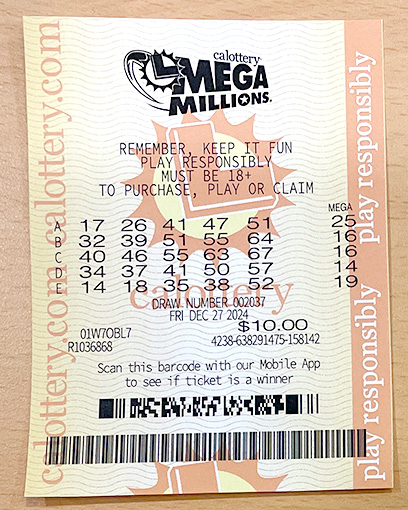 calottery
MEGA
MILLIONS
REMEMBER, KEEP IT FUN
PLAY RESPONSIBLY
MUST BE 18+
TO PURCHASE, PLAY OR CLAIM
MEGA
A 17 26 41 47 51 25
B 32 39 51 55 64 16
C 40 46 55 63 67 16
D 34 37 41 50 57 14
E 14 18 35 38 52 19
calottery
DRAW NUMBER 002037
FRI DEC 27 2024
$10.00
01W7OBL7
R1036868
4238-638291475-158142
Scan this barcode with our Mobile App
to see if ticket is a winner
calottery.com calottery.com
play responsibly play responsibly